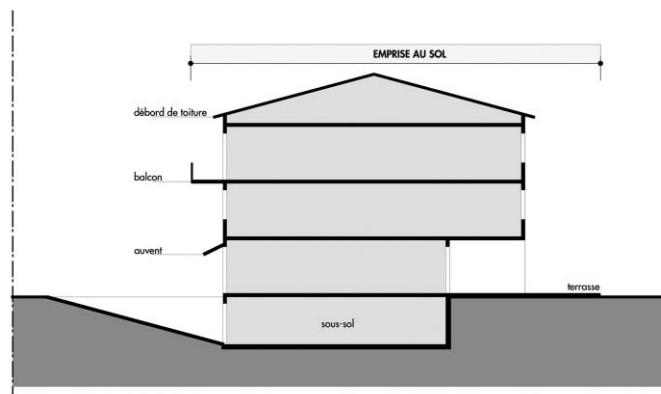 EMPRISE AU SOL
débord de toiture
balcon
auvent
terrasse
sous-sol